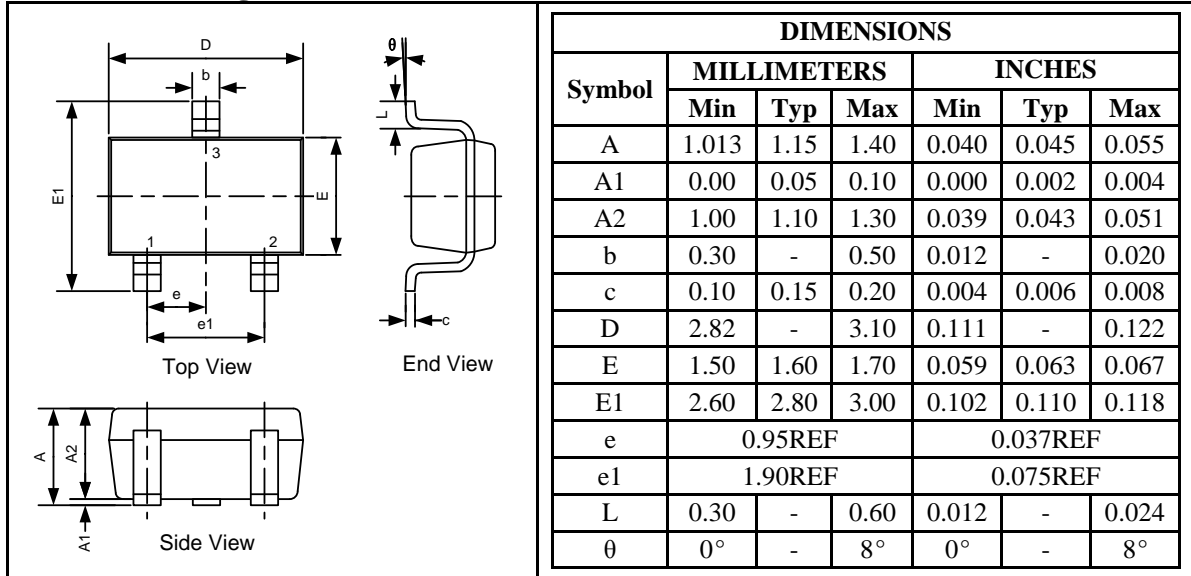 D
θ
b
L
3
E1
E
1
2
e
e1
c
Top View
End View
A
A2
A1
Side View
DIMENSIONS
Symbol MILLIMETERS INCHES
Min Typ Max Min Typ Max
A 1.013 1.15 1.40 0.040 0.045 0.055
A1 0.00 0.05 0.10 0.000 0.002 0.004
A2 1.00 1.10 1.30 0.039 0.043 0.051
b 0.30 - 0.50 0.012 - 0.020
c 0.10 0.15 0.20 0.004 0.006 0.008
D 2.82 - 3.10 0.111 - 0.122
E 1.50 1.60 1.70 0.059 0.063 0.067
E1 2.60 2.80 3.00 0.102 0.110 0.118
e 0.95REF 0.037REF
e1 1.90REF 0.075REF
L 0.30 - 0.60 0.012 - 0.024
θ 0° - 8° 0° - 8°